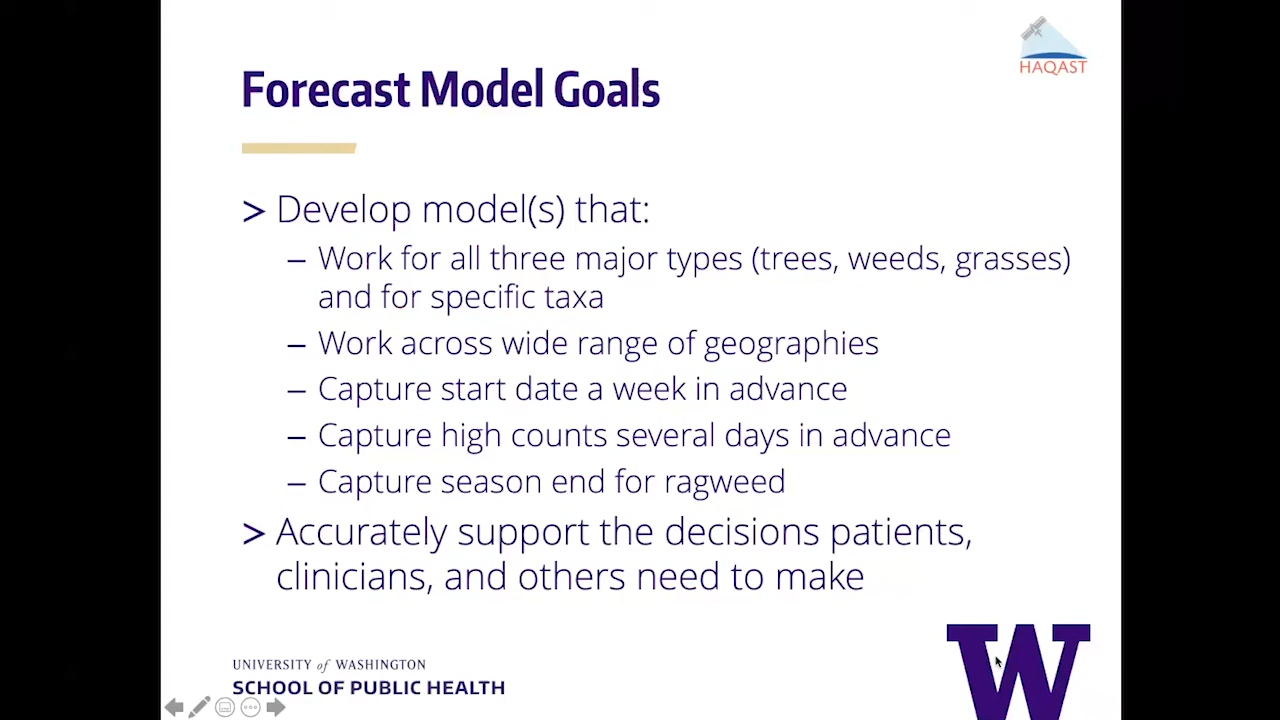 HAQAST
Forecast Model Goals
> Develop model(s) that:
– Work for all three major types (trees, weeds, grasses)
and for specific taxa
– Work across wide range of geographies
– Capture start date a week in advance
– Capture high counts several days in advance
– Capture season end for ragweed
> Accurately support the decisions patients,
clinicians, and others need to make
UNIVERSITY of WASHINGTON
SCHOOL OF PUBLIC HEALTH
W